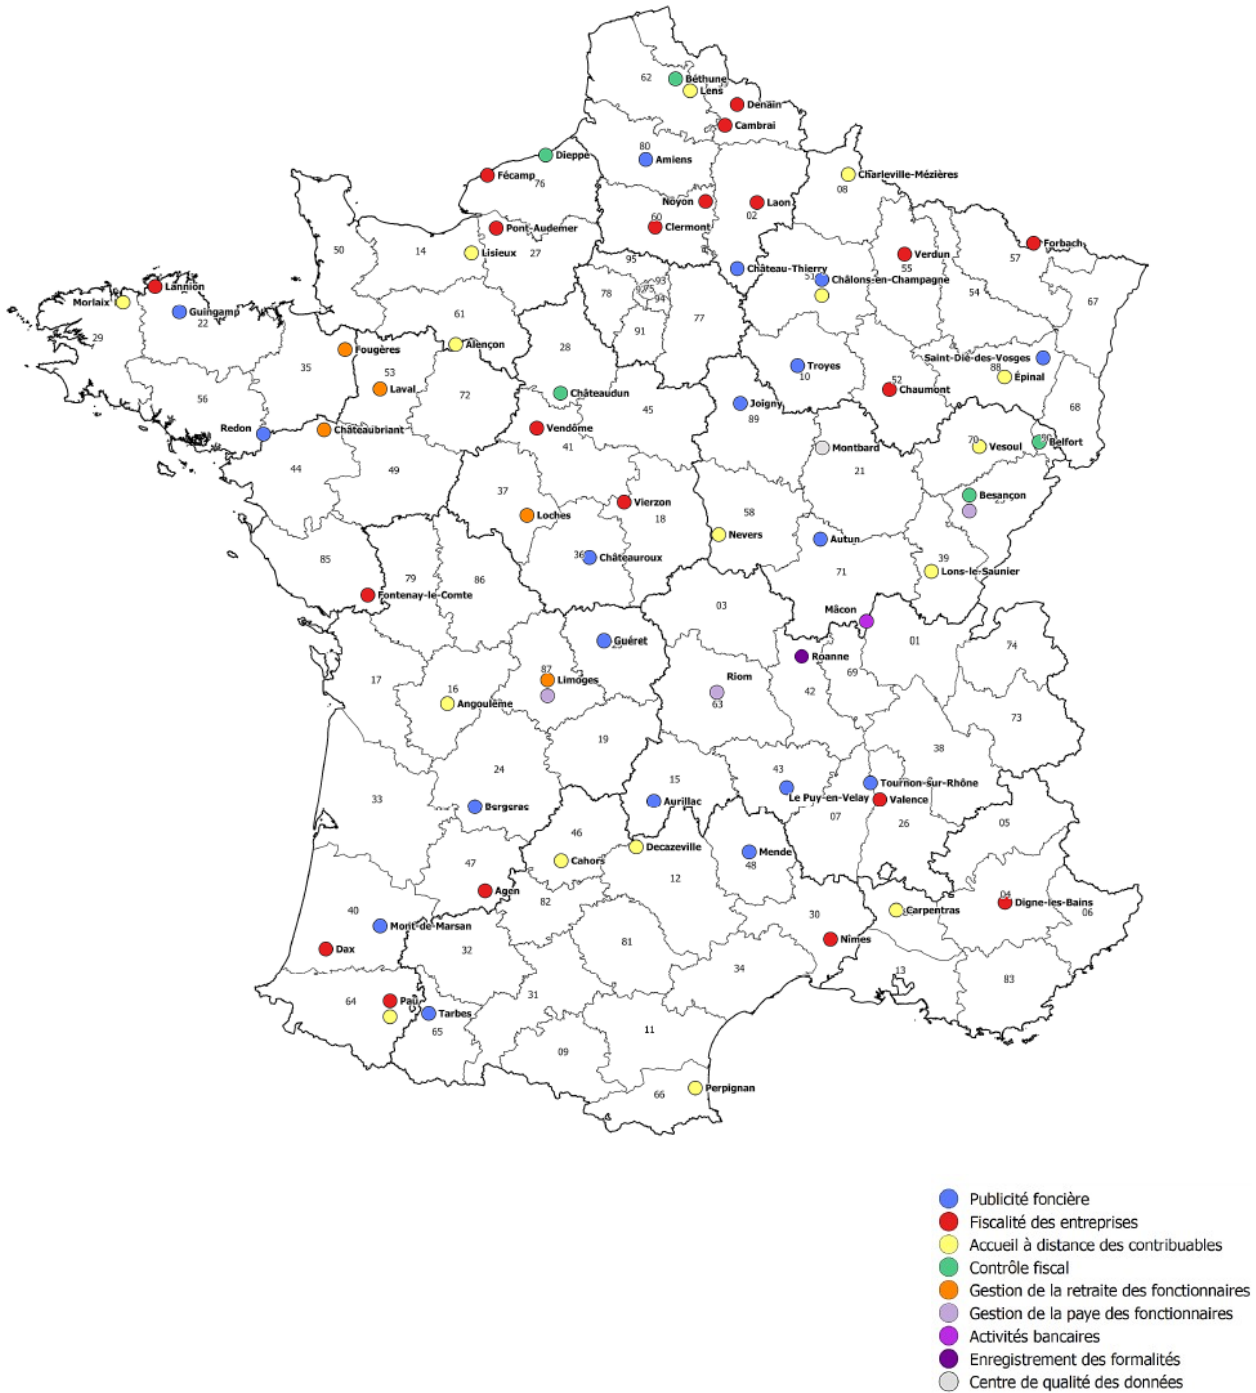 62
Béthune
Lens
Denain
Cambrai
80
Amiens
Dieppe
Fécamp
76
Charleville-Mézières
08
Noyon
Laon
02
60
Clermont
Pont-Audemer
27
Lisieux
14
50
95
Verdun
55
Forbach
57
Château-Thierry
51
Châlons-en-Champagne
54
67
78
92
93
75
94
77
91
Lannion
Morlaix
Guingamp
22
29
61
Alençon
28
Fougères
35
53
Laval
72
Troyes
10
Saint-Dié-des-Vosges
88
Épinal
52
Chaumont
68
56
Châteaudun
45
Joigny
89
Redon
Châteaubriant
Vendôme
41
Montbard
21
70
Vesoul
90
Belfort
44
49
37
Loches
Vierzon
18
58
Nevers
Besançon
25
Autun
71
39
Lons-le-Saunier
36
Châteauroux
85
79
86
Fontenay-le-Comte
03
Mâcon
01
74
Guéret
23
Roanne
69
42
87
Limoges
Riom
63
17
16
Angoulême
73
19
38
24
33
Bergerac
15
Aurillac
43
Le Puy-en-Velay
Tournon-sur-Rhône
Valence
07
26
05
46
Cahors
Decazeville
12
Mende
48
47
Agen
82
40
Mont-de-Marsan
Dax
32
81
30
Nîmes
34
Carpentras
04
Digne-les-Bains
06
13
83
64
Pau
Tarbes
65
31
09
11
66
Perpignan
Publicité foncière
Fiscalité des entreprises
Accueil à distance des contribuables
Contrôle fiscal
Gestion de la retraite des fonctionnaires
Gestion de la paye des fonctionnaires
Activités bancaires
Enregistrement des formalités
Centre de qualité des données